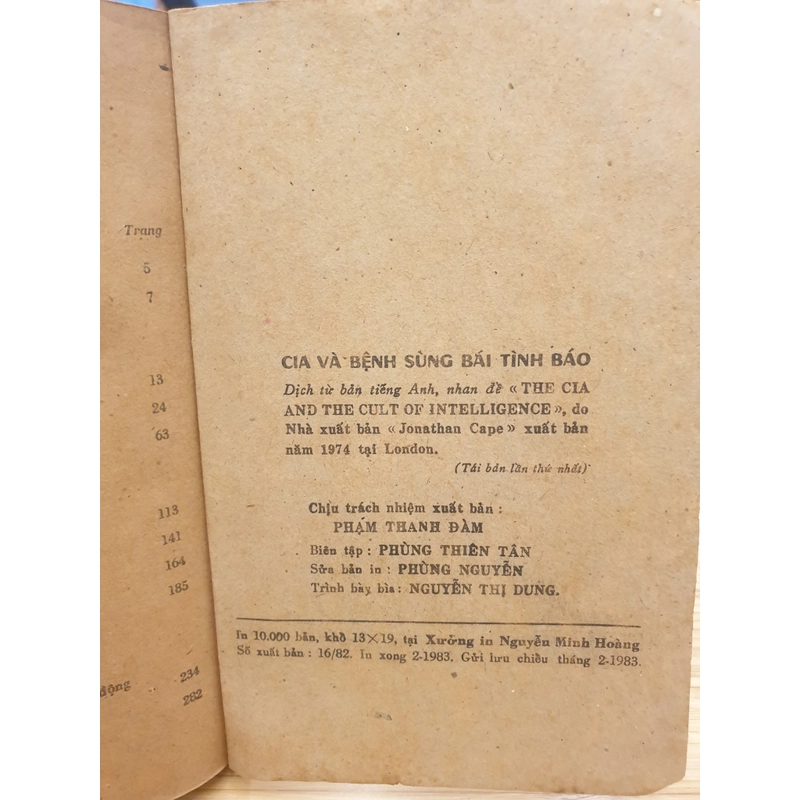 Trang
5
7
13
24
63
113
141
164
185
động 234
282
CIA VÀ BỆNH SÙNG BÁI TÌNH BÁO
Dịch từ bản tiếng Anh, nhan đề «THE CIA
AND THE CULT OF INTELLIGENCE», do
Nhà xuất bản «Jonathan Cape» xuất bản
năm 1974 tại London.
(Tái bản lần thứ nhất)
Chịu trách nhiệm xuất bản :
PHẠM THANH ĐÀM
Biên tập : PHÙNG THIÊN TÂN
Sửa bản in : PHÙNG NGUYỄN
Trình bày bìa : NGUYỄN THỊ DUNG.
In 10.000 bản, khổ 13×19, tại Xưởng in Nguyễn Minh Hoàng
Số xuất bản : 16/82. In xong 2-1983. Gửi lưu chiểu tháng 2-1983.